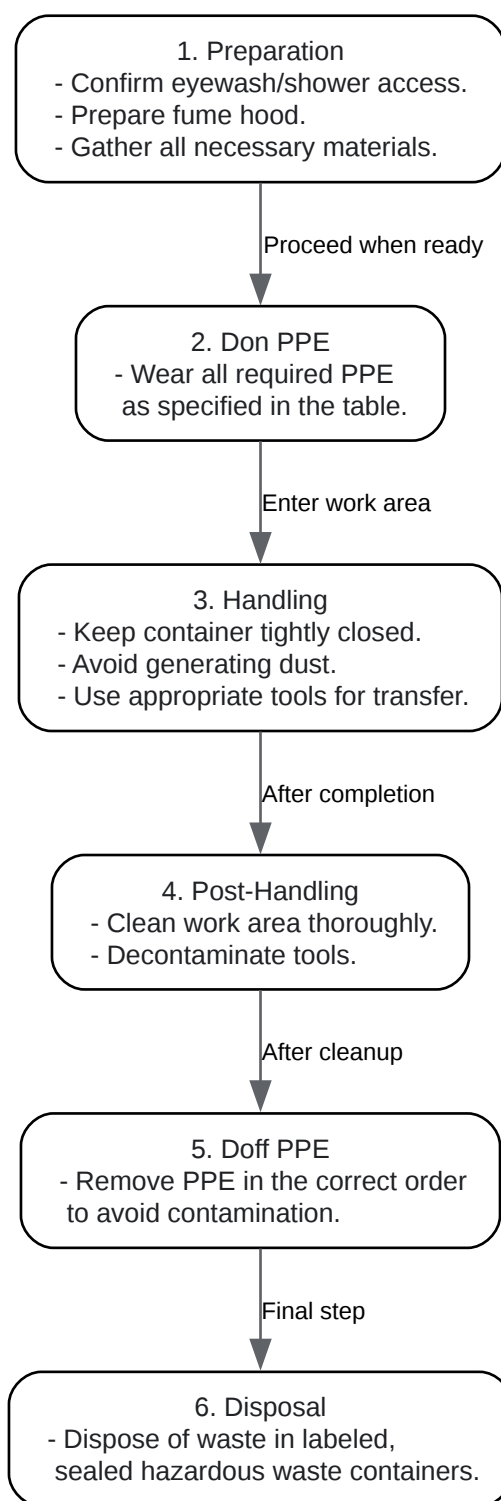 1. Preparation
- Confirm eyewash/shower access.
- Prepare fume hood.
- Gather all necessary materials.
Proceed when ready
2. Don PPE
- Wear all required PPE
as specified in the table.
Enter work area
3. Handling
- Keep container tightly closed.
- Avoid generating dust.
- Use appropriate tools for transfer.
After completion
4. Post-Handling
- Clean work area thoroughly.
- Decontaminate tools.
After cleanup
5. Doff PPE
- Remove PPE in the correct order
to avoid contamination.
Final step
6. Disposal
- Dispose of waste in labeled,
sealed hazardous waste containers.